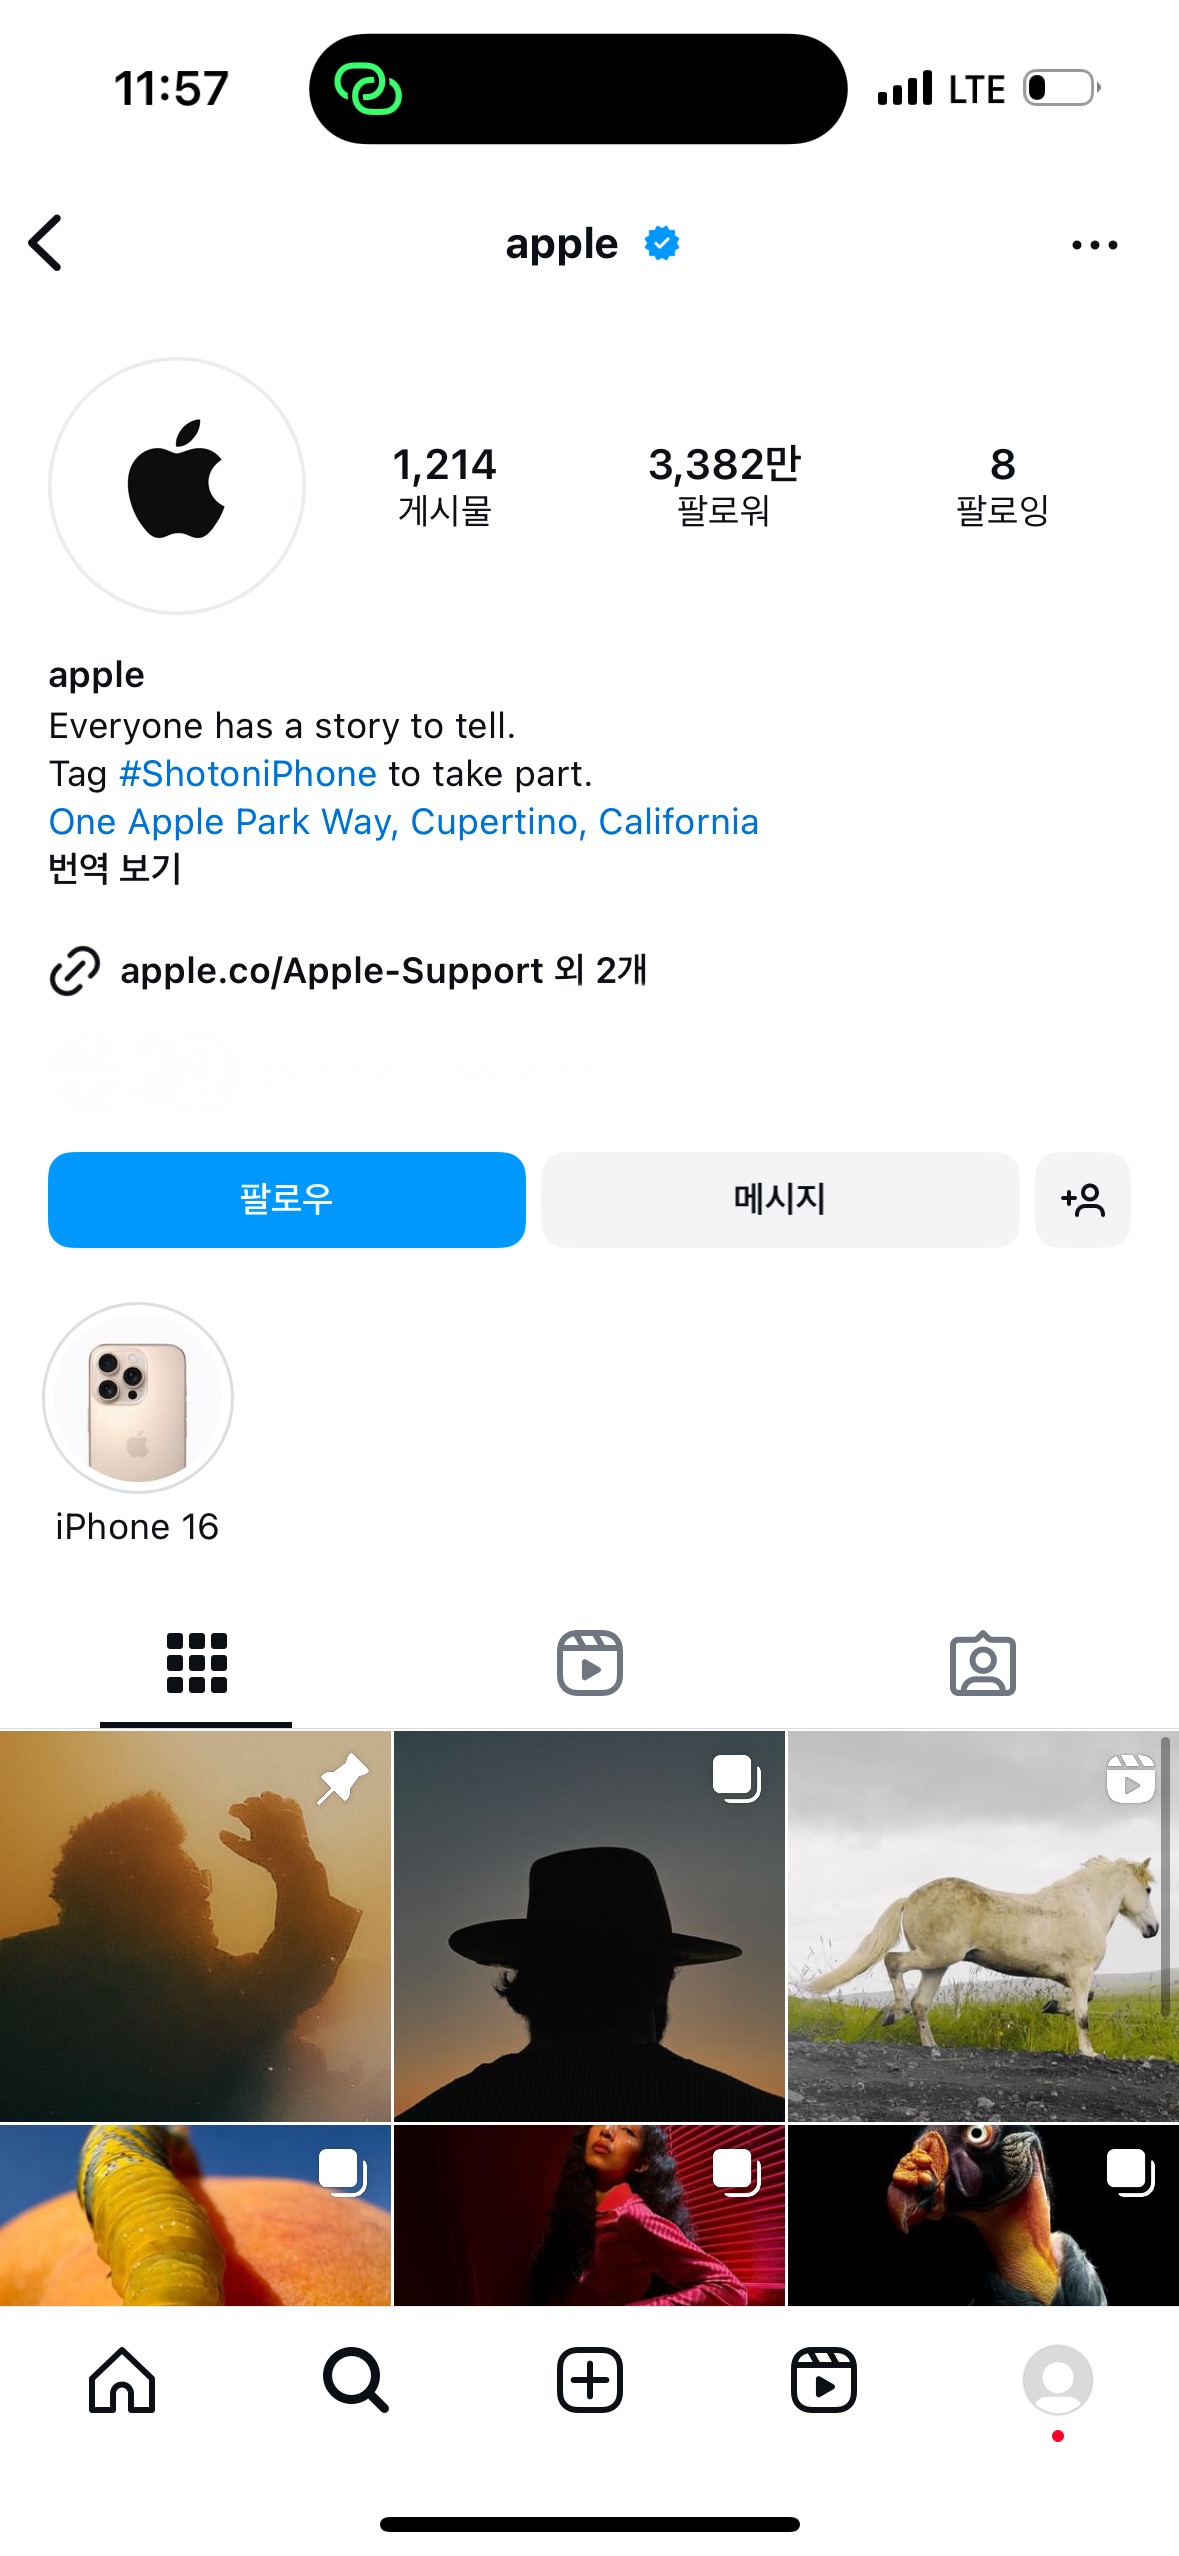 11:57
LTE
apple
1,214
게시물
3,382만
팔로워
8
팔로잉
apple
Everyone has a story to tell.
Tag #ShotoniPhone to take part.
One Apple Park Way, Cupertino, California
번역 보기
apple.co/Apple-Support 외 2개
팔로우
메시지
iPhone 16